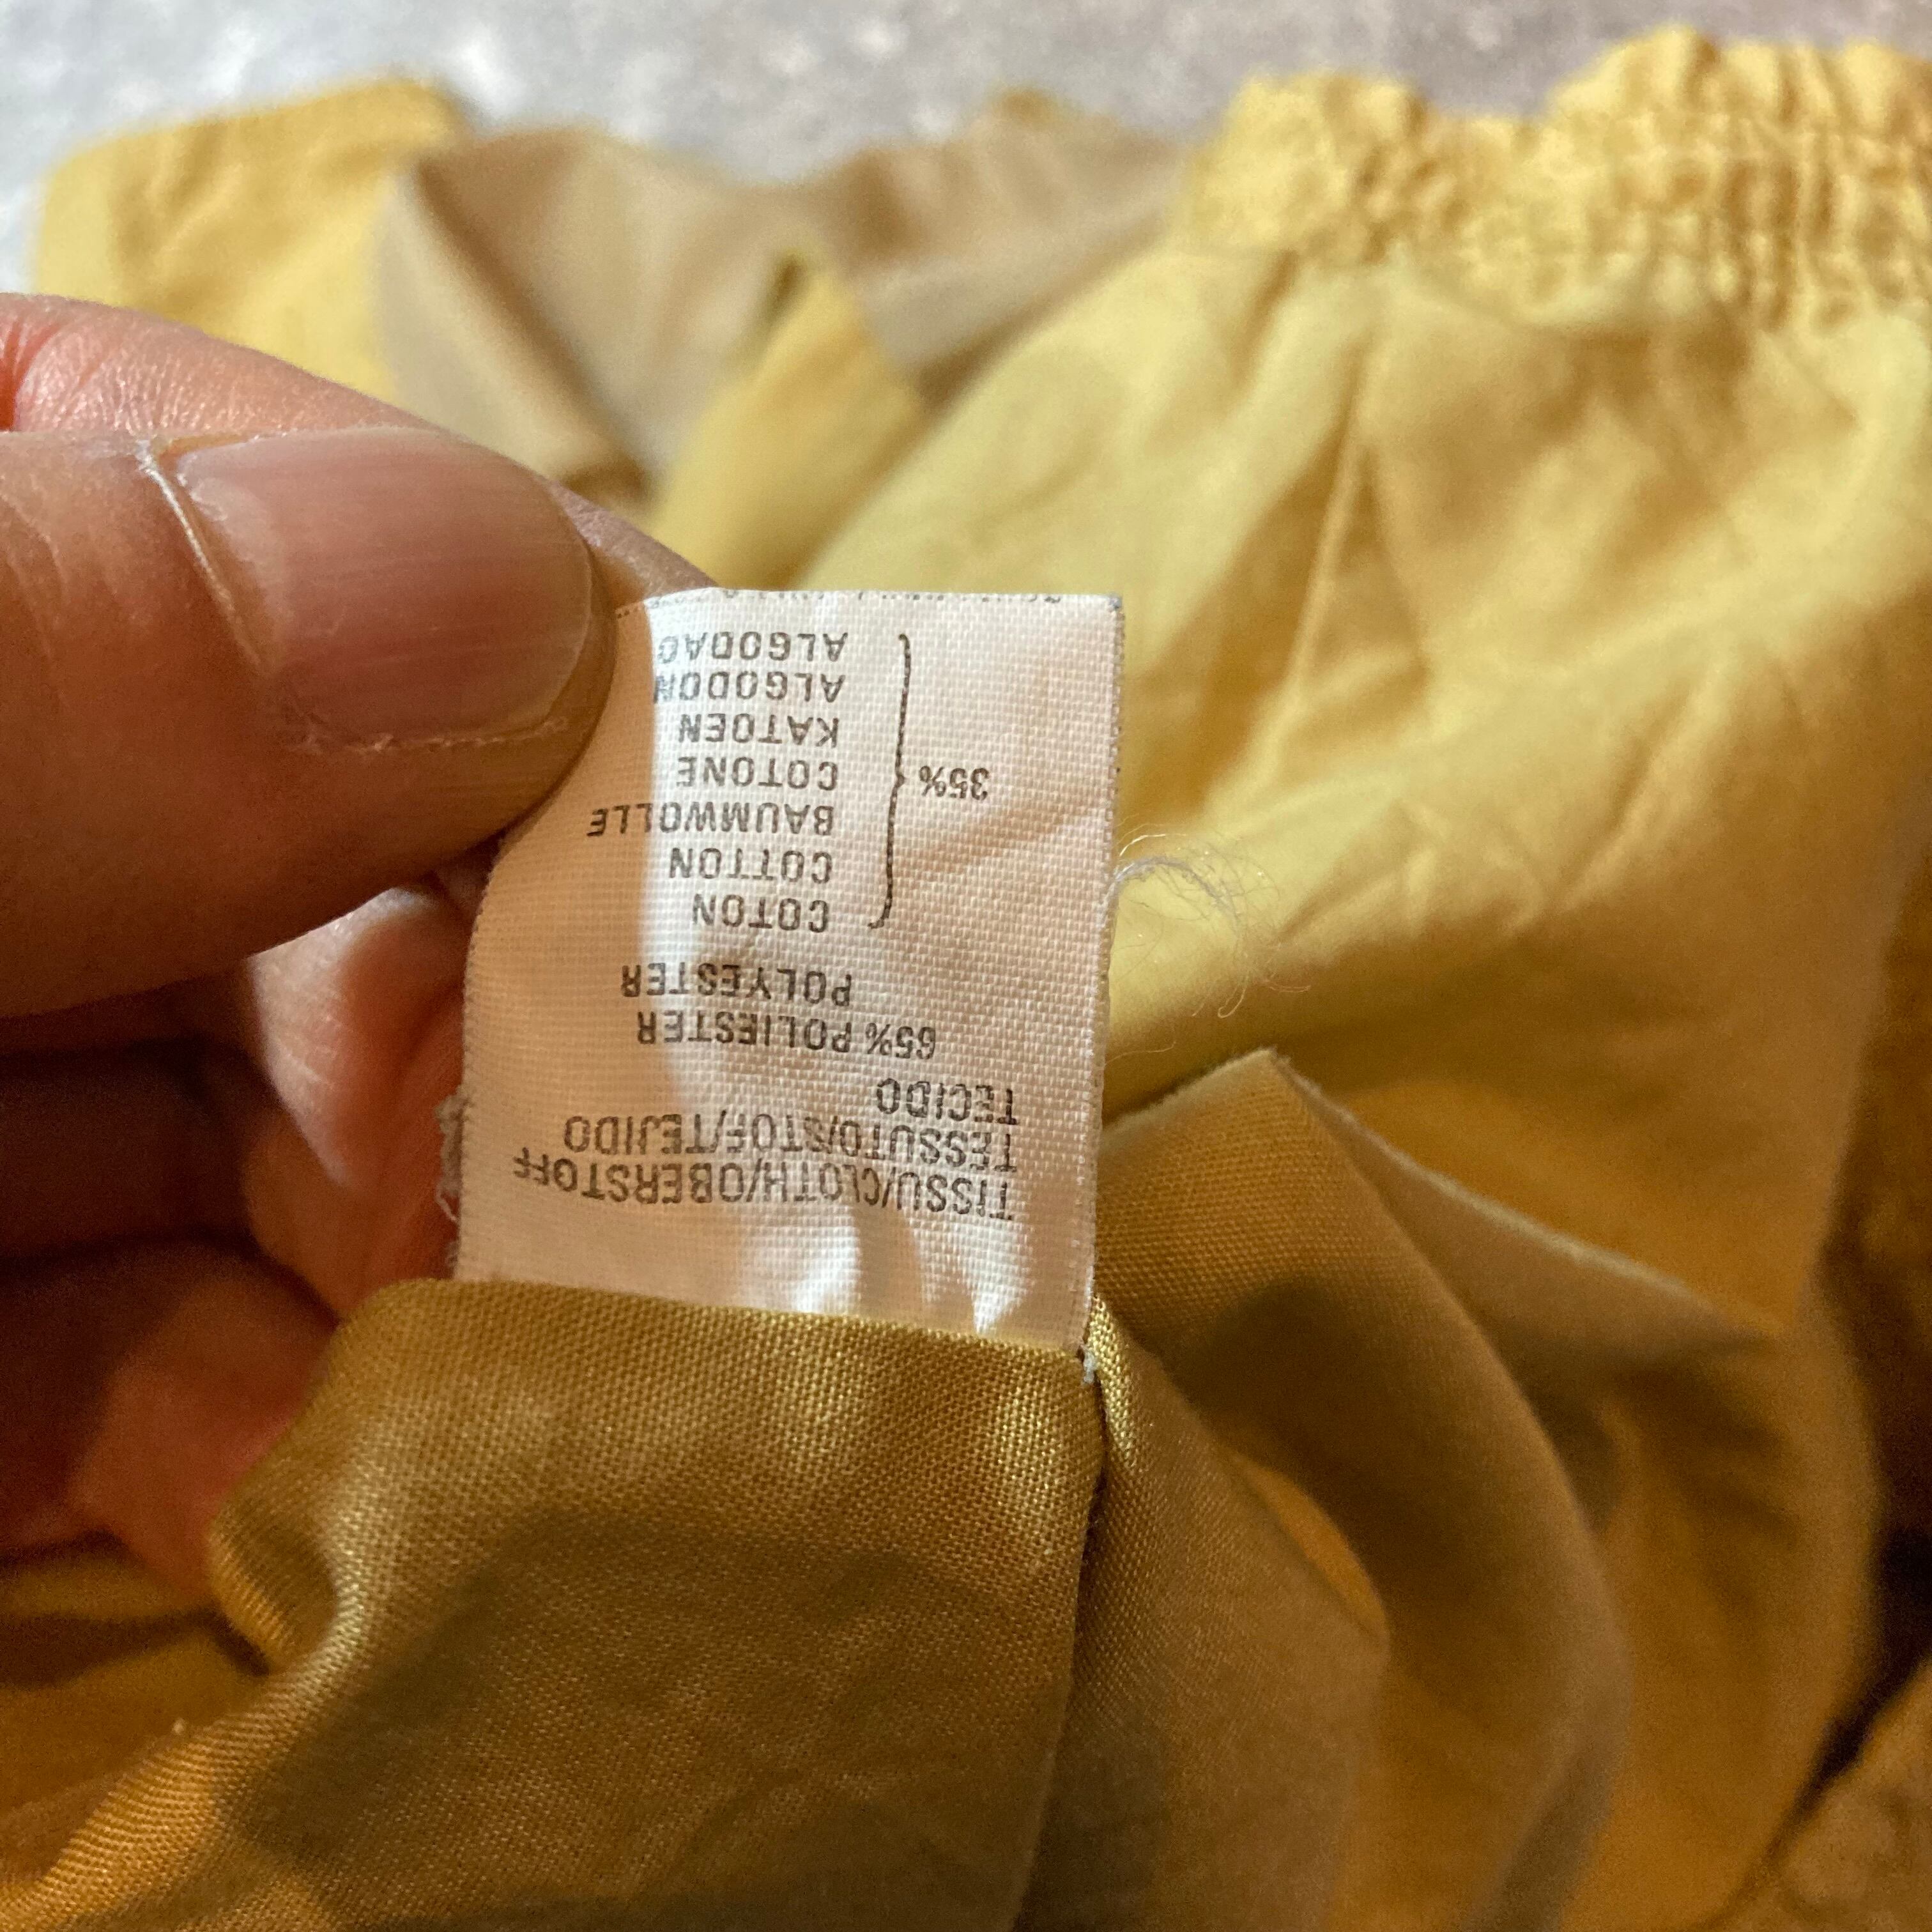 TISSU/CLOTH/OBERSTOFF
TESSUTO/STOF/TEJIDO
TECIDO
65% POLIESTER
POLYESTER
COTON
COTTON
BAUMWOLLE
35% COTONE
KATOEN
ALGODON
ALGODAO